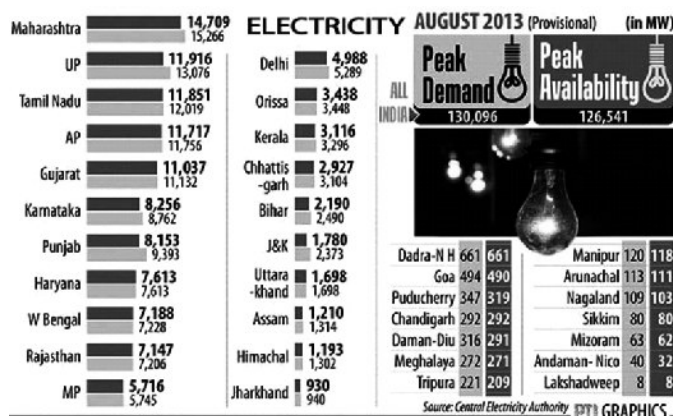 ELECTRICITY
AUGUST 2013 (Provisional) (in MW)
Peak Demand
Peak Availability
ALL INDIA
130,096
126,541
Maharashtra 14,709
15,266
UP 11,916
13,076
Tamil Nadu 11,851
12,019
AP 11,717
11,756
Gujarat 11,037
11,132
Karnataka 8,256
8,762
Punjab 8,153
9,393
Haryana 7,613
7,613
W Bengal 7,188
7,228
Rajasthan 7,147
7,206
MP 5,716
5,745
Delhi 4,988
5,289
Orissa 3,438
3,448
Kerala 3,116
3,296
Chhattis
-garh 2,927
3,104
Bihar 2,190
2,490
J&K 1,780
2,373
Uttara
-khand 1,698
1,698
Assam 1,210
1,314
Himachal 1,193
1,302
Jharkhand 930
940
Dadra-N H 661 661
Goa 494 490
Puducherry 347 319
Chandigarh 292 292
Daman-Diu 316 291
Meghalaya 272 271
Tripura 221 209
Manipur 120 118
Arunachal 113 111
Nagaland 109 103
Sikkim 80 80
Mizoram 63 62
Andaman- Nico 40 32
Lakshadweep 8 8
Source: Central Electricity Authority
PTI GRAPHICS